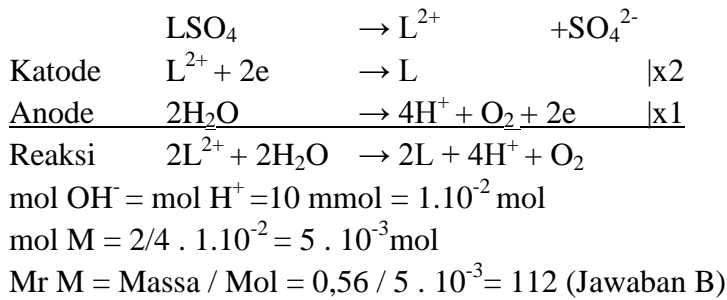 LSO₄ → L²⁺ +SO₄²⁻
Katode L²⁺ + 2e → L |x2
Anode 2H₂O → 4H⁺ + O₂ + 2e |x1
Reaksi 2L²⁺ + 2H₂O → 2L + 4H⁺ + O₂
mol OH⁻ = mol H⁺ =10 mmol = 1.10⁻² mol
mol M = 2/4 . 1.10⁻² = 5 . 10⁻³mol
Mr M = Massa / Mol = 0,56 / 5 . 10⁻³= 112 (Jawaban B)